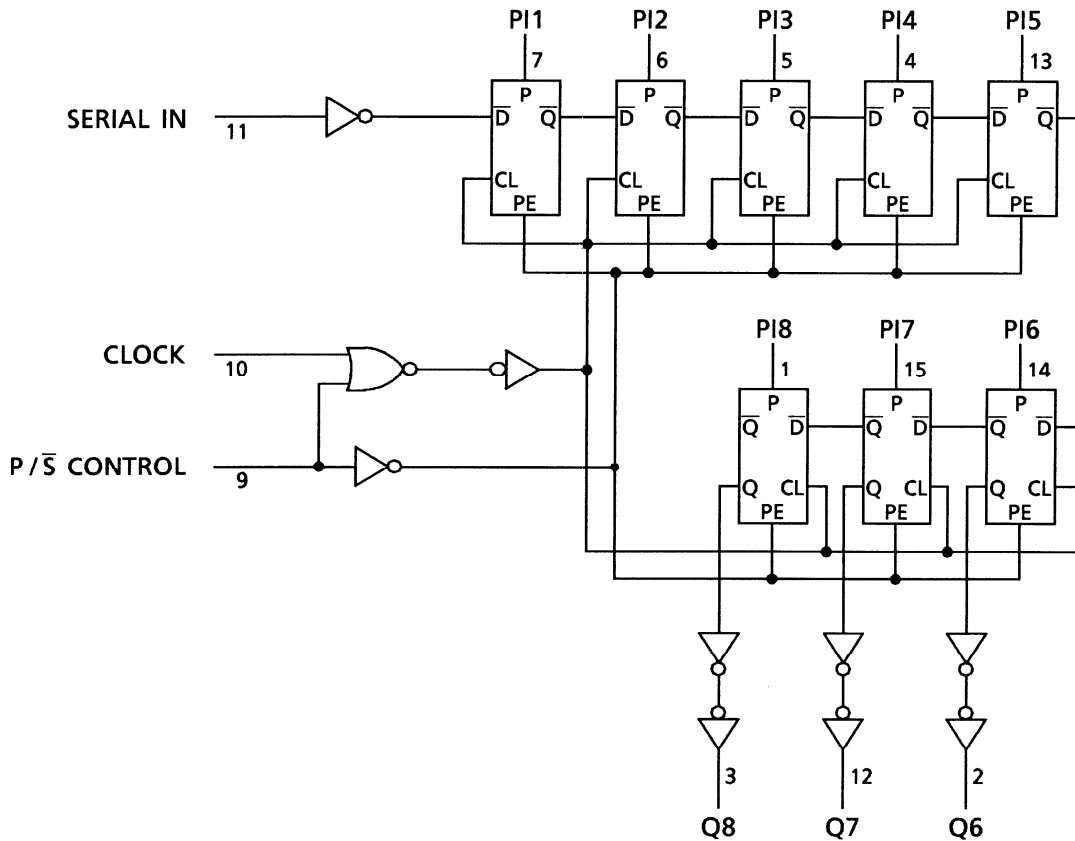 PI1 PI2 PI3 PI4 PI5
7 6 5 4 13
P P P P P
SERIAL IN D̅ Q̅ D̅ Q̅ D̅ Q̅ D̅ Q̅ D̅ Q̅
11
CL CL CL CL CL
PE PE PE PE PE
PI8 PI7 PI6
CLOCK
10 1 15 14
P P P
Q̅ D̅ Q̅ D̅ Q̅ D̅
P/S̅ CONTROL
9
Q CL Q CL Q CL
PE PE PE
3 12 2
Q8 Q7 Q6